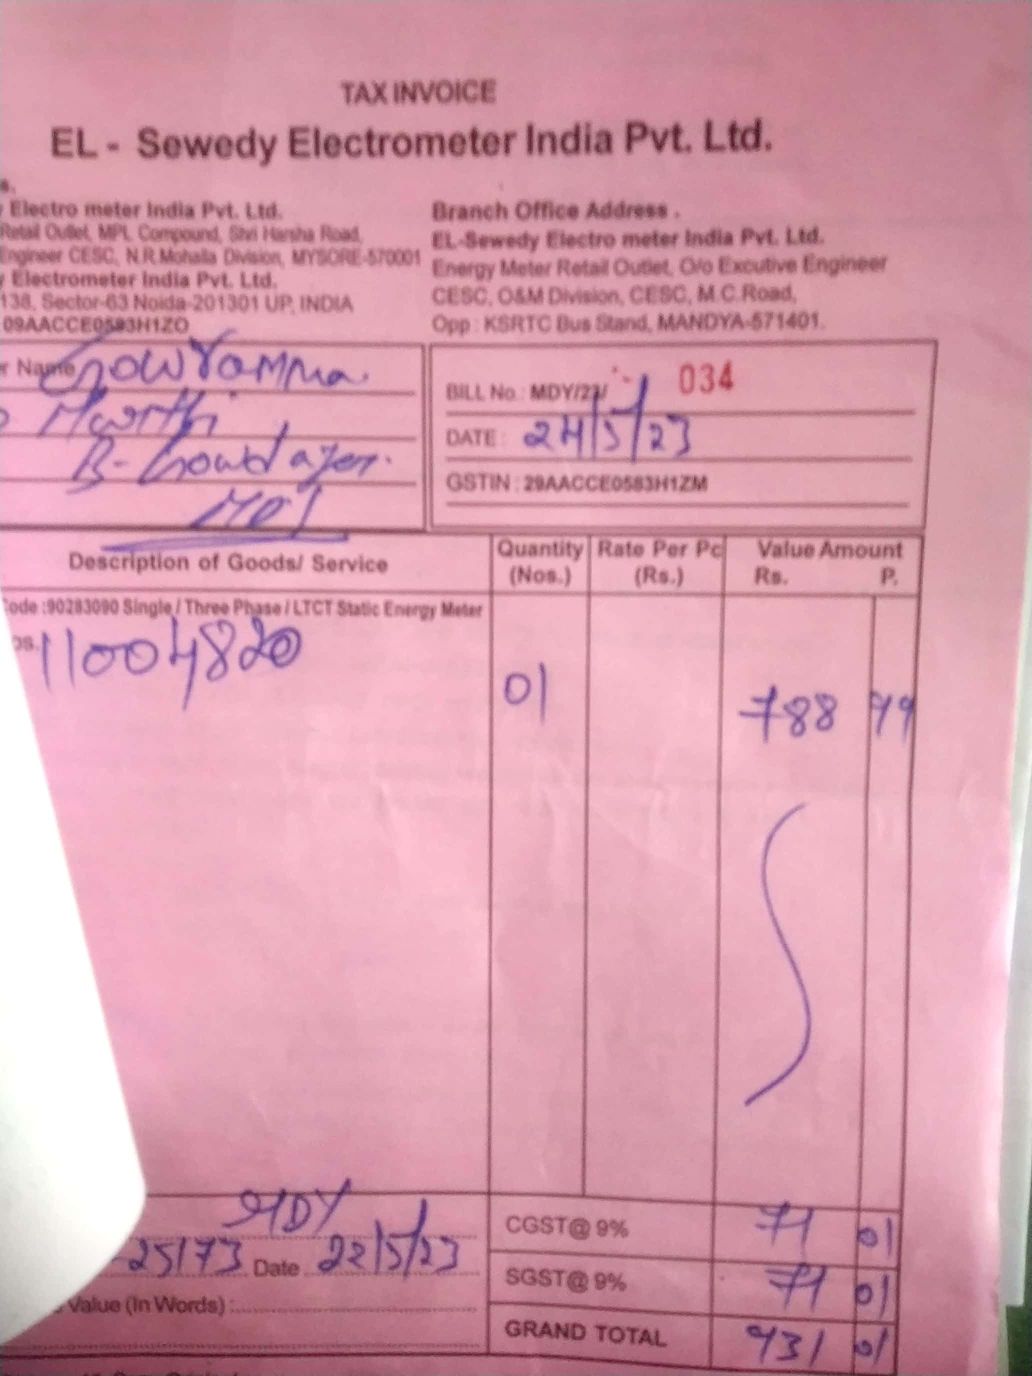 TAX INVOICE
EL - Sewedy Electrometer India Pvt. Ltd.
Electro meter India Pvt. Ltd.
Retail Outlet, MPL Compound, Shri Harsha Road,
Engineer CESC, N.R.Mohalla Division, MYSORE-570001
Electrometer India Pvt. Ltd.
138, Sector-63 Noida-201301 UP, INDIA
09AACCE0583H1ZO
Branch Office Address .
EL-Sewedy Electro meter India Pvt. Ltd.
Energy Meter Retail Outlet, O/o Excutive Engineer
CESC, O&M Division, CESC, M.C.Road,
Opp : KSRTC Bus Stand, MANDYA-571401.
Name Gowramma
BILL No. : MDY/23/ 034
DATE : 24/5/23
GSTIN : 29AACCE0583H1ZM
Description of Goods/ Service
Quantity (Nos.)
Rate Per Pc (Rs.)
Value Amount
Rs. P.
Code :90283090 Single / Three Phase / LTCT Static Energy Meter
11004820
01
788 99
MDY
25173 Date 22/5/23
Value (In Words) :
CGST@ 9% 71 01
SGST@ 9% 71 01
GRAND TOTAL 931 01